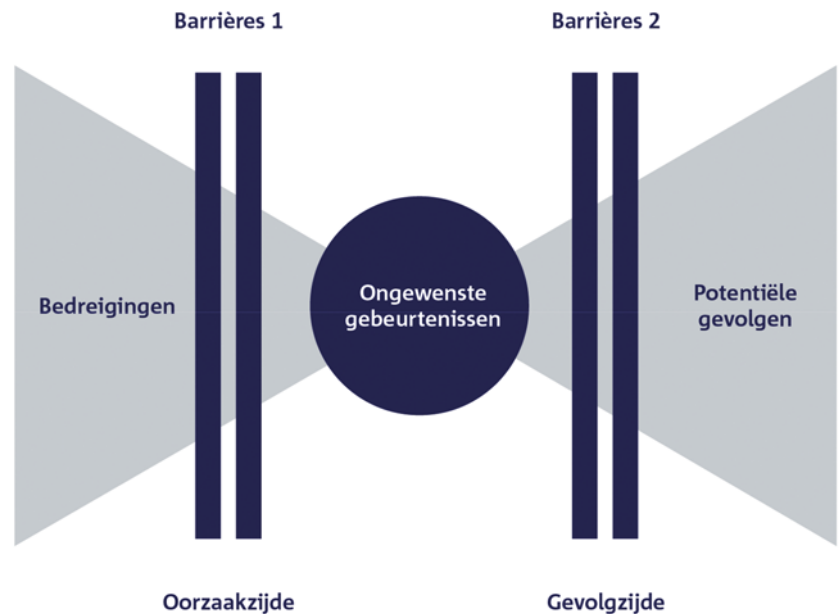 Barrières 1
Barrières 2
Bedreigingen
Ongewenste
gebeurtenissen
Potentiële
gevolgen
Oorzaakzijde
Gevolgzijde